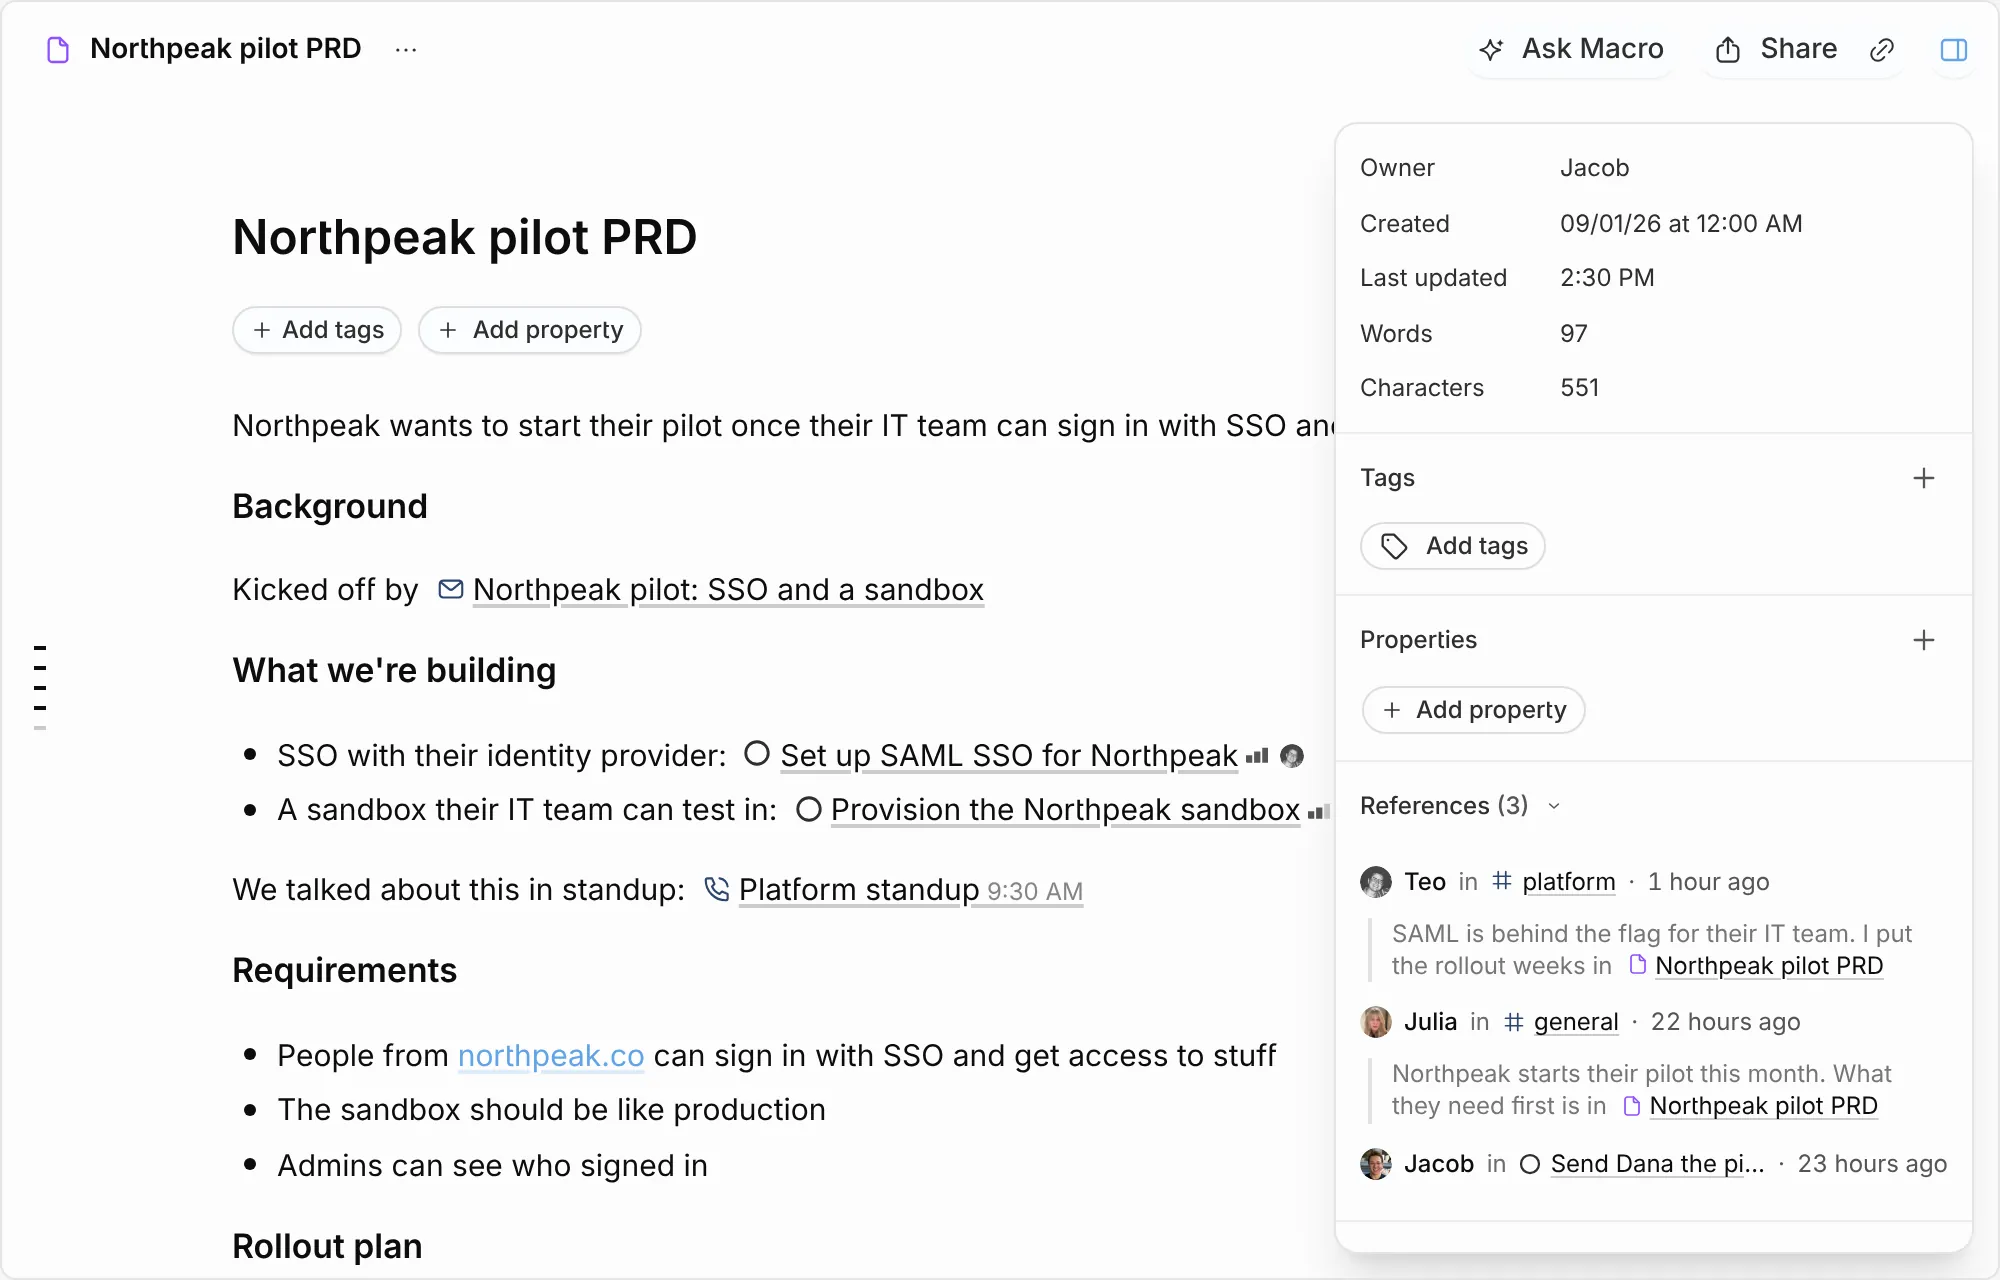 Northpeak pilot PRD ...
Ask Macro
Share
Northpeak pilot PRD
+ Add tags
+ Add property
Northpeak wants to start their pilot once their IT team can sign in with SSO
Background
Kicked off by Northpeak pilot: SSO and a sandbox
What we're building
• SSO with their identity provider: Set up SAML SSO for Northpeak
• A sandbox their IT team can test in: Provision the Northpeak sandbox
We talked about this in standup: Platform standup 9:30 AM
Requirements
• People from northpeak.co can sign in with SSO and get access to stuff
• The sandbox should be like production
• Admins can see who signed in
Rollout plan
Owner Jacob
Created 09/01/26 at 12:00 AM
Last updated 2:30 PM
Words 97
Characters 551
Tags +
Add tags
Properties +
+ Add property
References (3)
Teo in # platform · 1 hour ago
SAML is behind the flag for their IT team. I put
the rollout weeks in Northpeak pilot PRD
Julia in # general · 22 hours ago
Northpeak starts their pilot this month. What
they need first is in Northpeak pilot PRD
Jacob in Send Dana the pi... · 23 hours ago